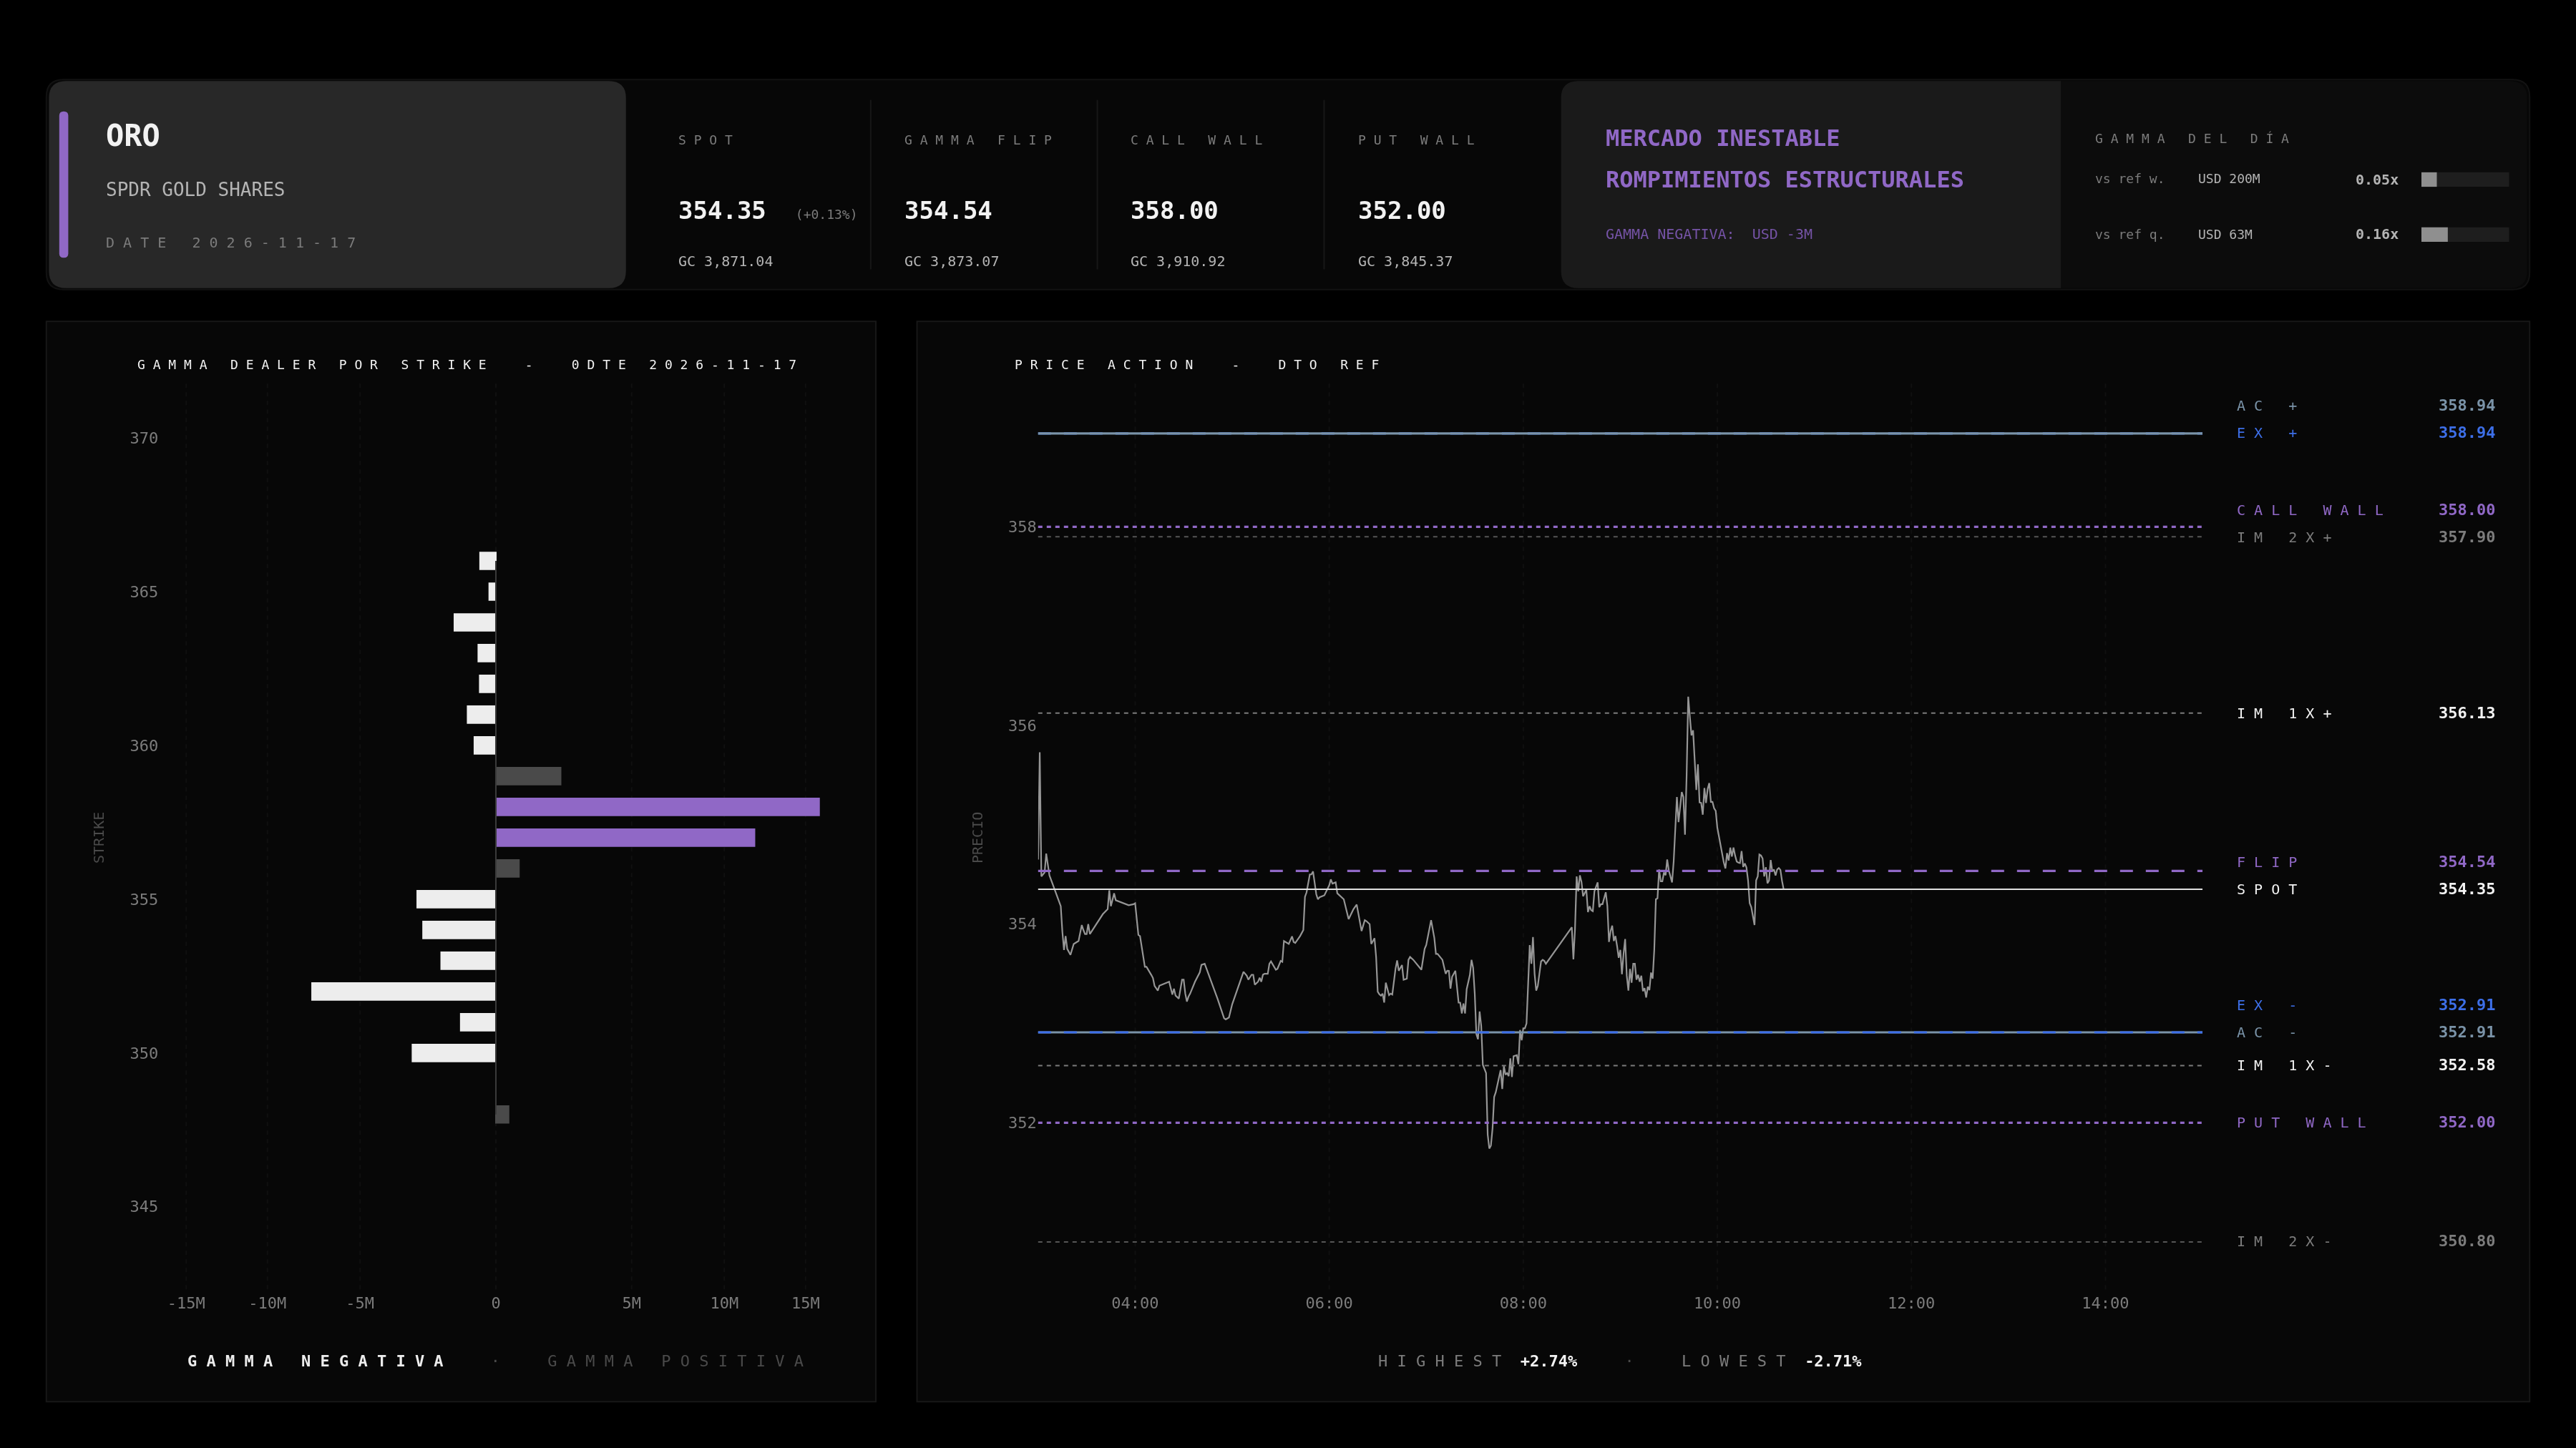 ORO
SPDR GOLD SHARES
DATE 2026-11-17
SPOT
354.35 (+0.13%)
GC 3,871.04
GAMMA FLIP
354.54
GC 3,873.07
CALL WALL
358.00
GC 3,910.92
PUT WALL
352.00
GC 3,845.37
MERCADO INESTABLE
ROMPIMIENTOS ESTRUCTURALES
GAMMA NEGATIVA: USD -3M
GAMMA DEL DÍA
vs ref w. USD 200M 0.05x
vs ref q. USD 63M 0.16x
GAMMA DEALER POR STRIKE - 0DTE 2026-11-17
STRIKE
370
365
360
355
350
345
-15M -10M -5M 0 5M 10M 15M
GAMMA NEGATIVA · GAMMA POSITIVA
PRICE ACTION - DTO REF
PRECIO
358
356
354
352
04:00 06:00 08:00 10:00 12:00 14:00
AC + 358.94
EX + 358.94
CALL WALL 358.00
IM 2X+ 357.90
IM 1X+ 356.13
FLIP 354.54
SPOT 354.35
EX - 352.91
AC - 352.91
IM 1X- 352.58
PUT WALL 352.00
IM 2X- 350.80
HIGHEST +2.74% · LOWEST -2.71%